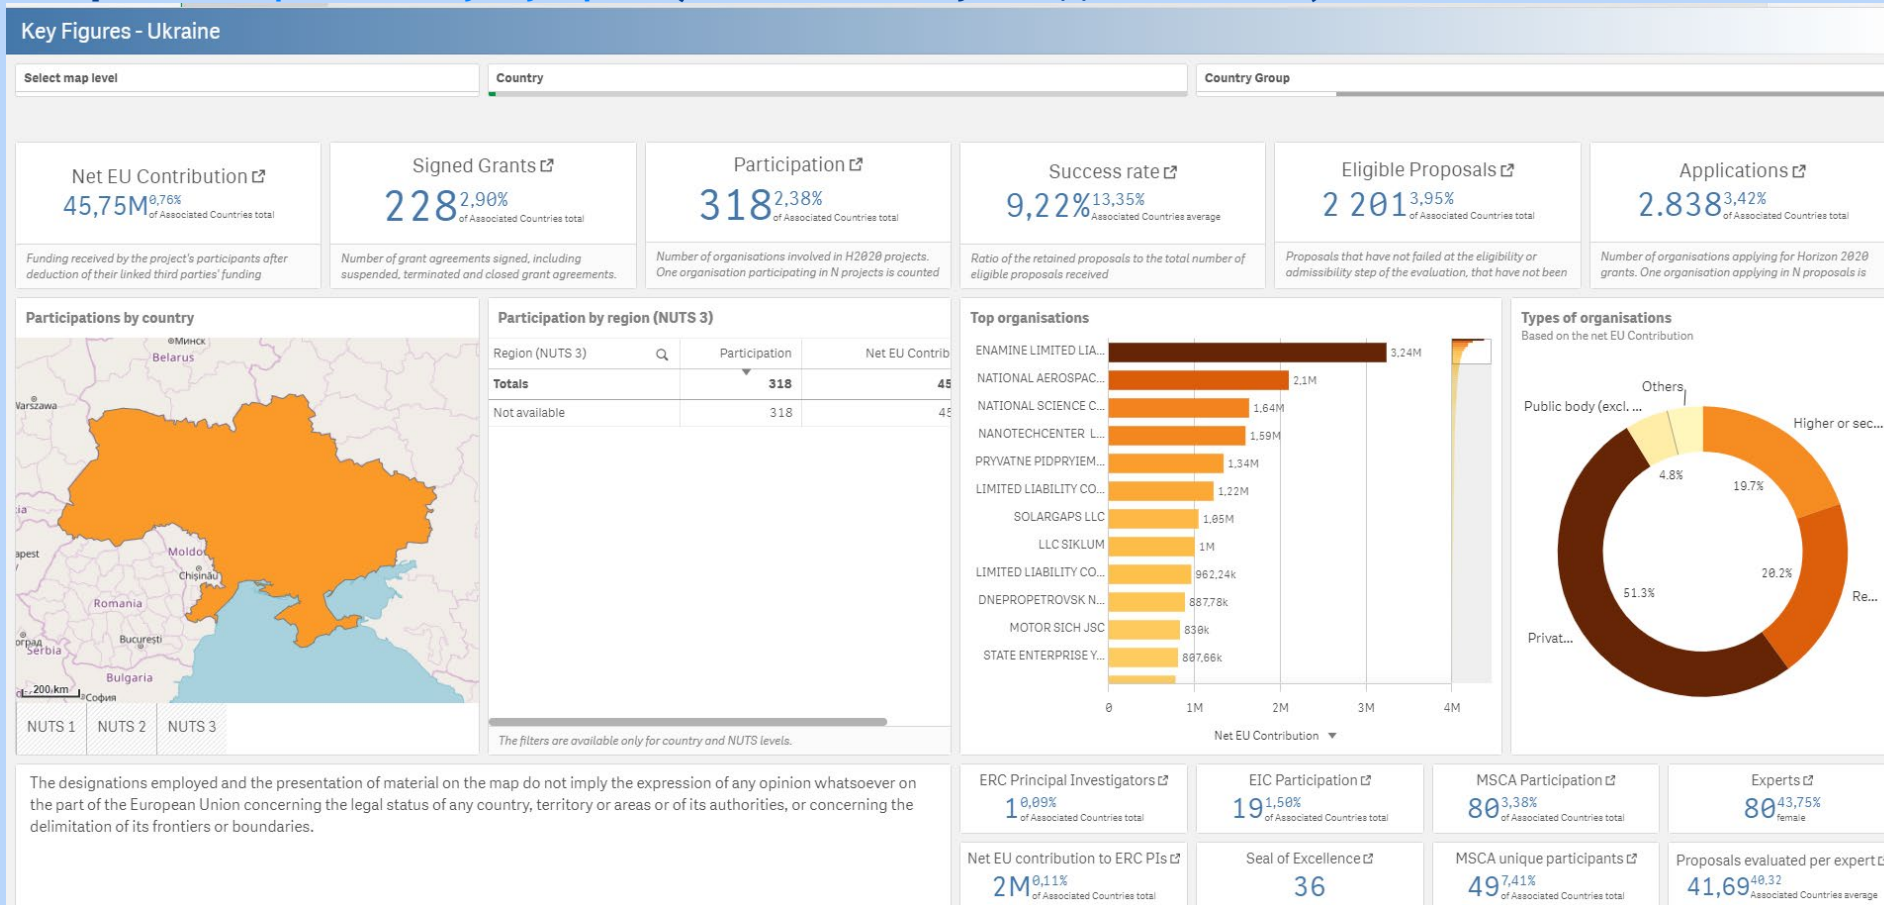 Key Figures - Ukraine
Select map level
Country
Country Group
Net EU Contribution
45,75M 0,76%
of Associated Countries total
Funding received by the project's participants after
deduction of their linked third parties' funding
Signed Grants
228 2,90%
of Associated Countries total
Number of grant agreements signed, including
suspended, terminated and closed grant agreements.
Participation
318 2,38%
of Associated Countries total
Number of organisations involved in H2020 projects.
One organisation participating in N projects is counted
Success rate
9,22% 13,35%
Associated Countries average
Ratio of the retained proposals to the total number of
eligible proposals received
Eligible Proposals
2 201 3,95%
of Associated Countries total
Proposals that have not failed at the eligibility or
admissibility step of the evaluation, that have not been
Applications
2.838 3,42%
of Associated Countries total
Number of organisations applying for Horizon 2020
grants. One organisation applying in N proposals is
Participations by country
Минск
Belarus
Warszawa
Moldo
Chișinău
Romania
București
Serbia
Bulgaria
200 km
София
NUTS 1 NUTS 2 NUTS 3
Participation by region (NUTS 3)
Region (NUTS 3) Participation Net EU Contrib
Totals 318 45
Not available 318 45
The filters are available only for country and NUTS levels.
Top organisations
ENAMINE LIMITED LIA... 3,24M
NATIONAL AEROSPAC... 2,1M
NATIONAL SCIENCE C... 1,64M
NANOTECHCENTER L... 1,59M
PRYVATNE PIDPRYIEM... 1,34M
LIMITED LIABILITY CO... 1,22M
SOLARGAPS LLC 1,05M
LLC SIKLUM 1M
LIMITED LIABILITY CO... 962,24k
DNEPROPETROVSK N... 887,78k
MOTOR SICH JSC 830k
STATE ENTERPRISE Y... 807,66k
0 1M 2M 3M 4M
Net EU Contribution
Types of organisations
Based on the net EU Contribution
Others
Public body (excl. ...
Higher or sec...
4.8%
19.7%
20.2%
51.3%
Re...
Privat...
The designations employed and the presentation of material on the map do not imply the expression of any opinion whatsoever on
the part of the European Union concerning the legal status of any country, territory or areas or of its authorities, or concerning the
delimitation of its frontiers or boundaries.
ERC Principal Investigators
1 0,09%
of Associated Countries total
EIC Participation
19 1,50%
of Associated Countries total
MSCA Participation
80 3,38%
of Associated Countries total
Experts
80 43,75%
female
Net EU contribution to ERC PIs
2M 0,11%
of Associated Countries total
Seal of Excellence
36
MSCA unique participants
49 7,41%
of Associated Countries total
Proposals evaluated per expert
41,69 40,32
Associated Countries average